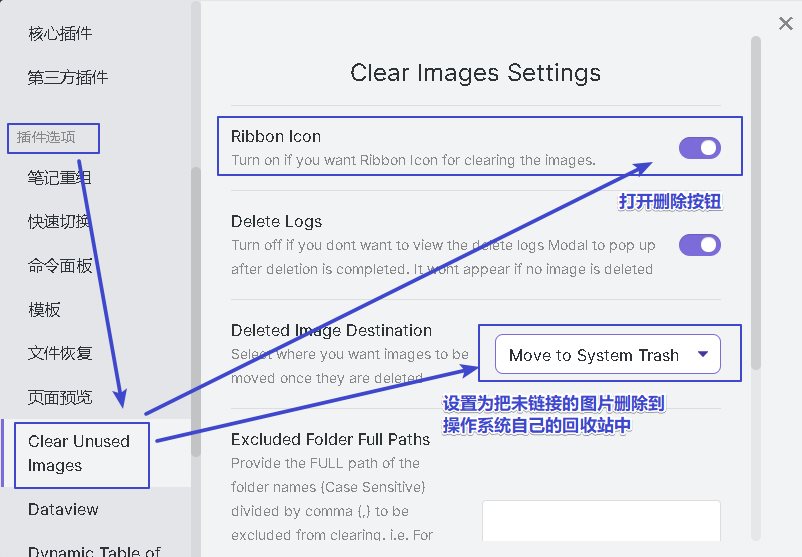 核心插件
第三方插件
插件选项
笔记重组
快速切换
命令面板
模板
文件恢复
页面预览
Clear Unused
Images
Dataview
Dynamic Table of
Clear Images Settings
Ribbon Icon
Turn on if you want Ribbon Icon for clearing the images.
打开删除按钮
Delete Logs
Turn off if you dont want to view the delete logs Modal to pop up
after deletion is completed. It wont appear if no image is deleted
Deleted Image Destination
Select where you want images to be
moved once they are deleted
Move to System Trash
设置为把未链接的图片删除到
操作系统自己的回收站中
Excluded Folder Full Paths
Provide the FULL path of the
folder names (Case Sensitive)
divided by comma (,) to be
excluded from clearing. i.e. For